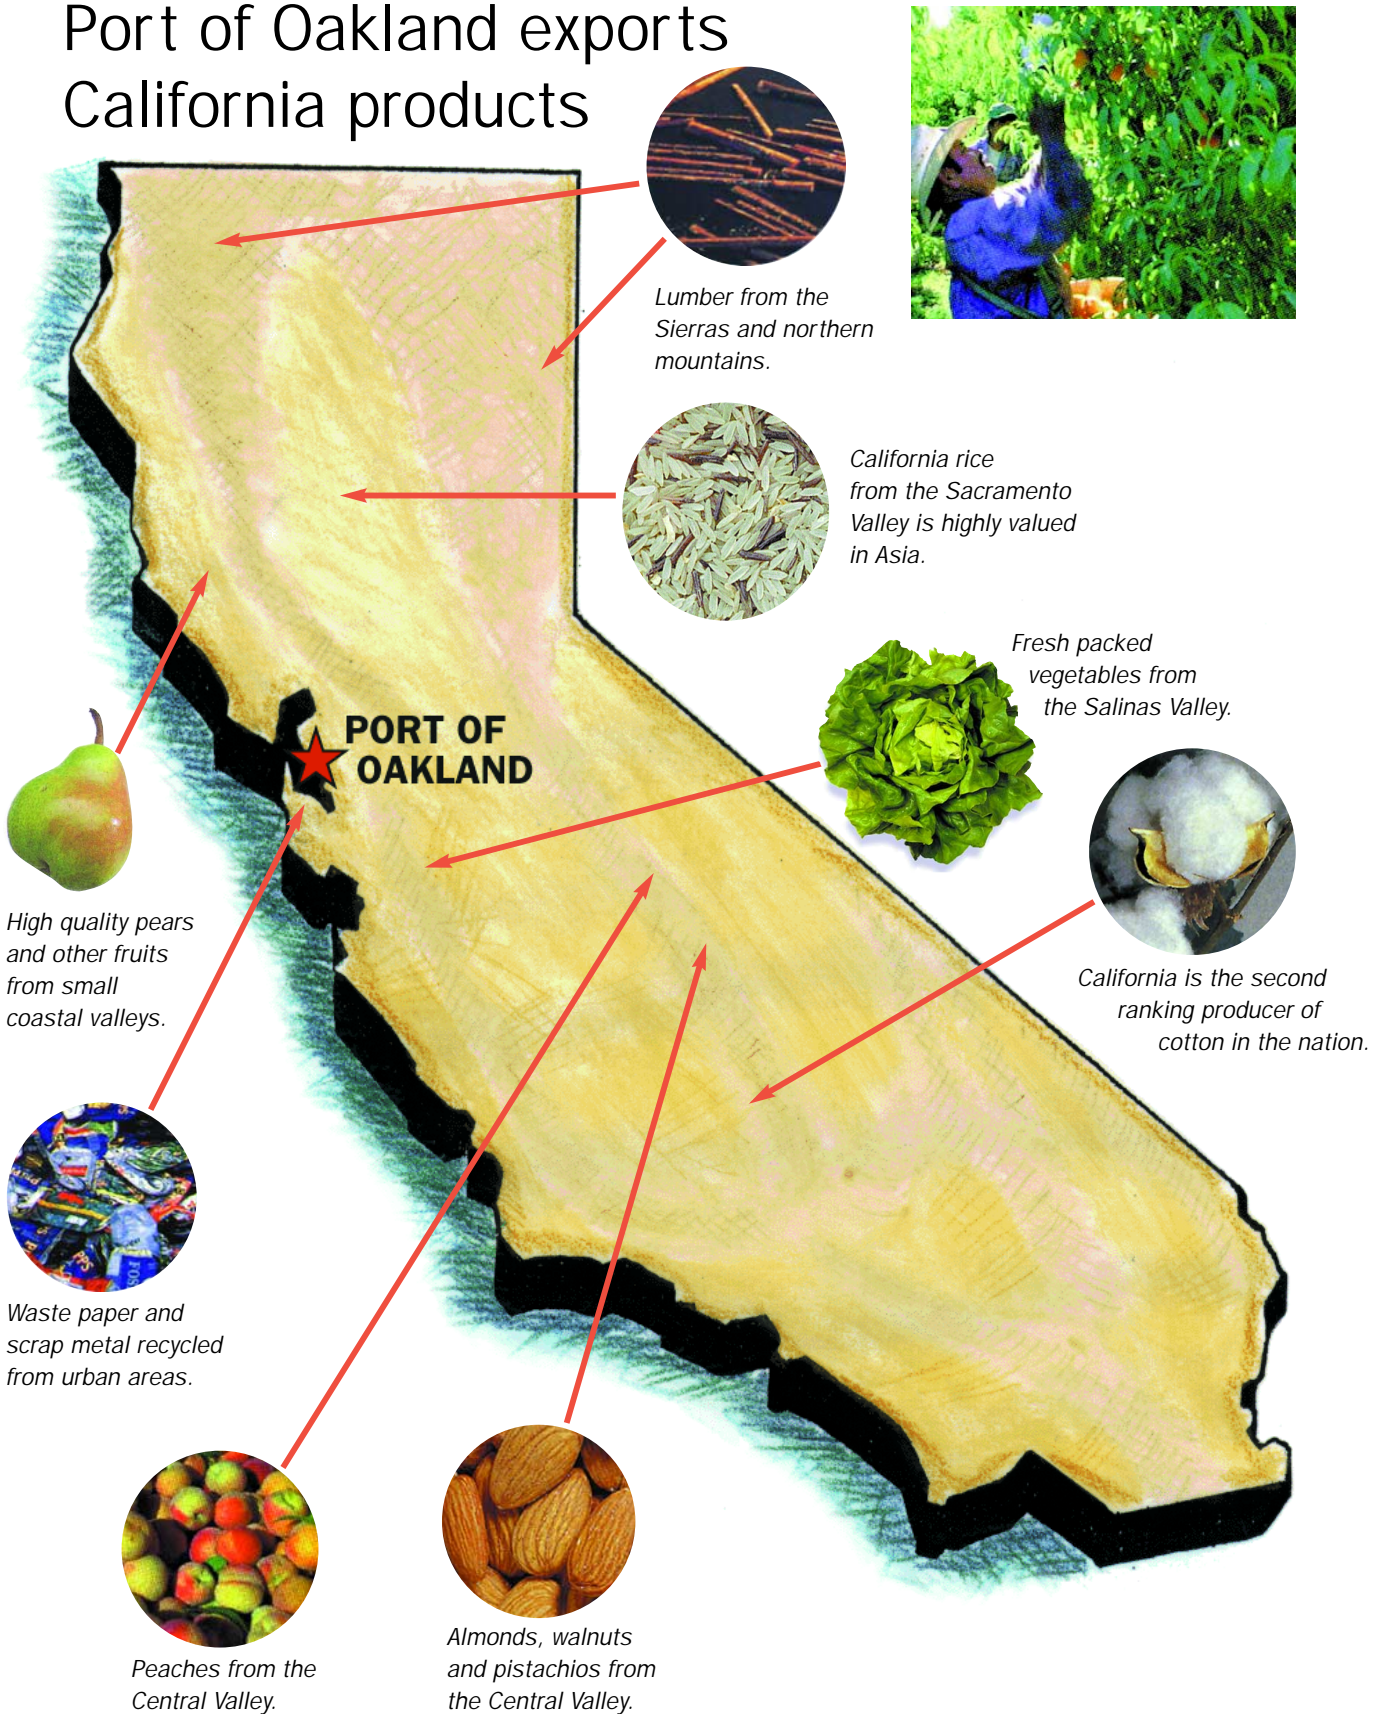 Port of Oakland exports
California products
Lumber from the
Sierras and northern
mountains.
California rice
from the Sacramento
Valley is highly valued
in Asia.
Fresh packed
vegetables from
the Salinas Valley.
PORT OF
OAKLAND
High quality pears
and other fruits
from small
coastal valleys.
California is the second
ranking producer of
cotton in the nation.
Waste paper and
scrap metal recycled
from urban areas.
Peaches from the
Central Valley.
Almonds, walnuts
and pistachios from
the Central Valley.